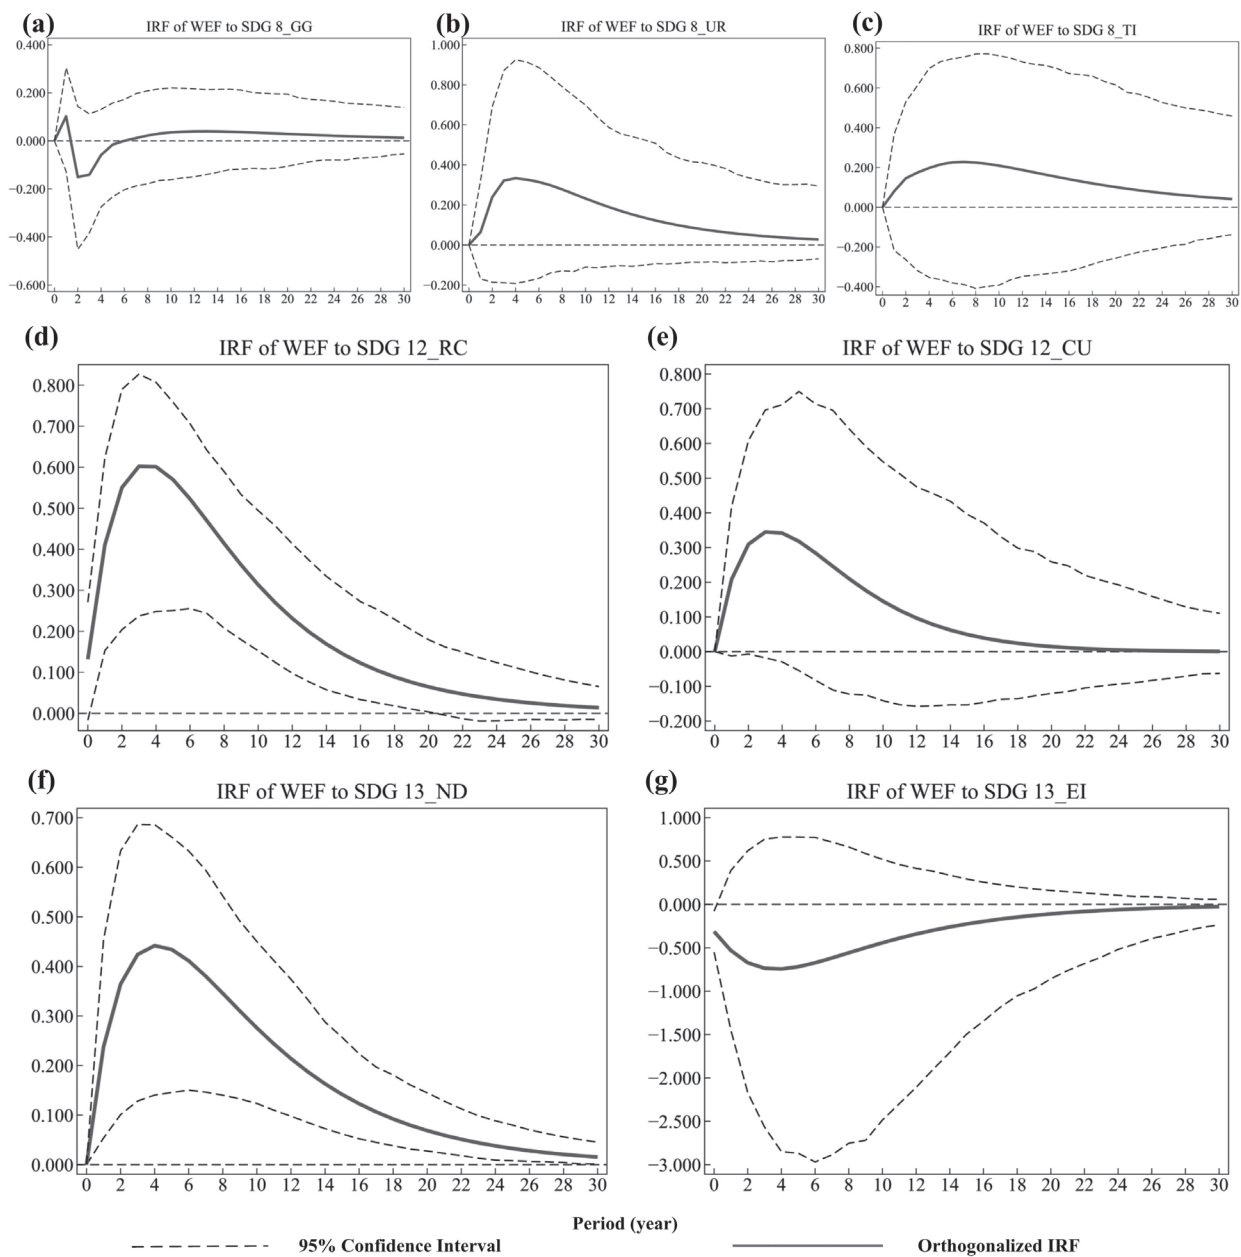 (a)
IRF of WEF to SDG 8_GG
0.400
0.200
0.000
−0.200
−0.400
−0.600
0 2 4 6 8 10 12 14 16 18 20 22 24 26 28 30
(b)
IRF of WEF to SDG 8_UR
1.000
0.800
0.600
0.400
0.200
0.000
−0.200
0 2 4 6 8 10 12 14 16 18 20 22 24 26 28 30
(c)
IRF of WEF to SDG 8_TI
0.800
0.600
0.400
0.200
0.000
−0.200
−0.400
0 2 4 6 8 10 12 14 16 18 20 22 24 26 28 30
(d)
IRF of WEF to SDG 12_RC
0.800
0.700
0.600
0.500
0.400
0.300
0.200
0.100
0.000
0 2 4 6 8 10 12 14 16 18 20 22 24 26 28 30
(e)
IRF of WEF to SDG 12_CU
0.800
0.700
0.600
0.500
0.400
0.300
0.200
0.100
0.000
−0.100
−0.200
0 2 4 6 8 10 12 14 16 18 20 22 24 26 28 30
(f)
IRF of WEF to SDG 13_ND
0.700
0.600
0.500
0.400
0.300
0.200
0.100
0.000
0 2 4 6 8 10 12 14 16 18 20 22 24 26 28 30
(g)
IRF of WEF to SDG 13_EI
1.000
0.500
0.000
−0.500
−1.000
−1.500
−2.000
−2.500
−3.000
0 2 4 6 8 10 12 14 16 18 20 22 24 26 28 30
Period (year)
95% Confidence Interval
Orthogonalized IRF